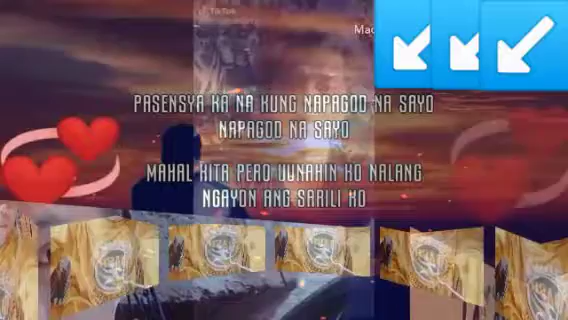 TikTok
PASENSYA KA NA KUNG NAPAGOD NA SAYO
NAPAGOD NA SAYO
MAHAL KITA PERO UUNAHIN KO NALANG
NGAYON ANG SARILI KO